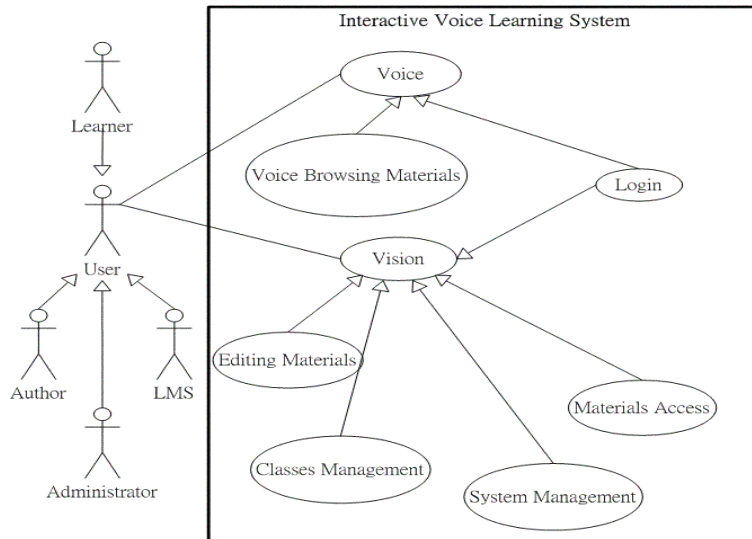 Interactive Voice Learning System
Learner
User
Author
LMS
Administrator
Voice
Voice Browsing Materials
Login
Vision
Editing Materials
Materials Access
Classes Management
System Management